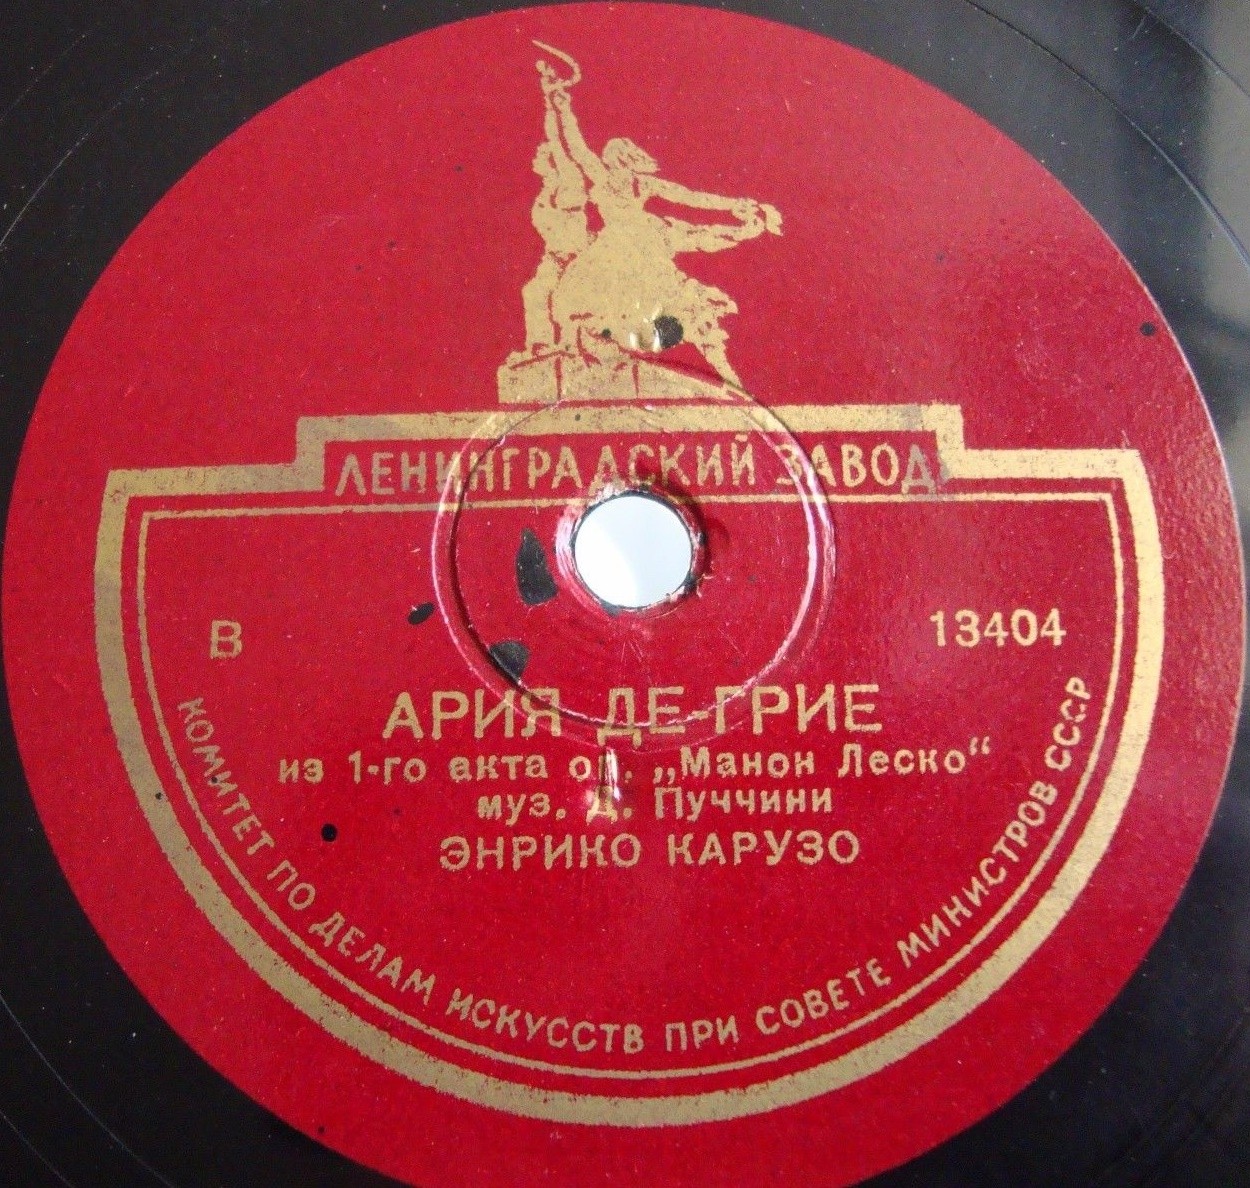 ЛЕНИНГРАДСКИЙ ЗАВОД
В 13404
АРИЯ ДЕ-ГРИЕ
из 1-го акта оп. „Манон Леско“
муз. Д. Пуччини
ЭНРИКО КАРУЗО
КОМИТЕТ ПО ДЕЛАМ ИСКУССТВ ПРИ СОВЕТЕ МИНИСТРОВ СССР